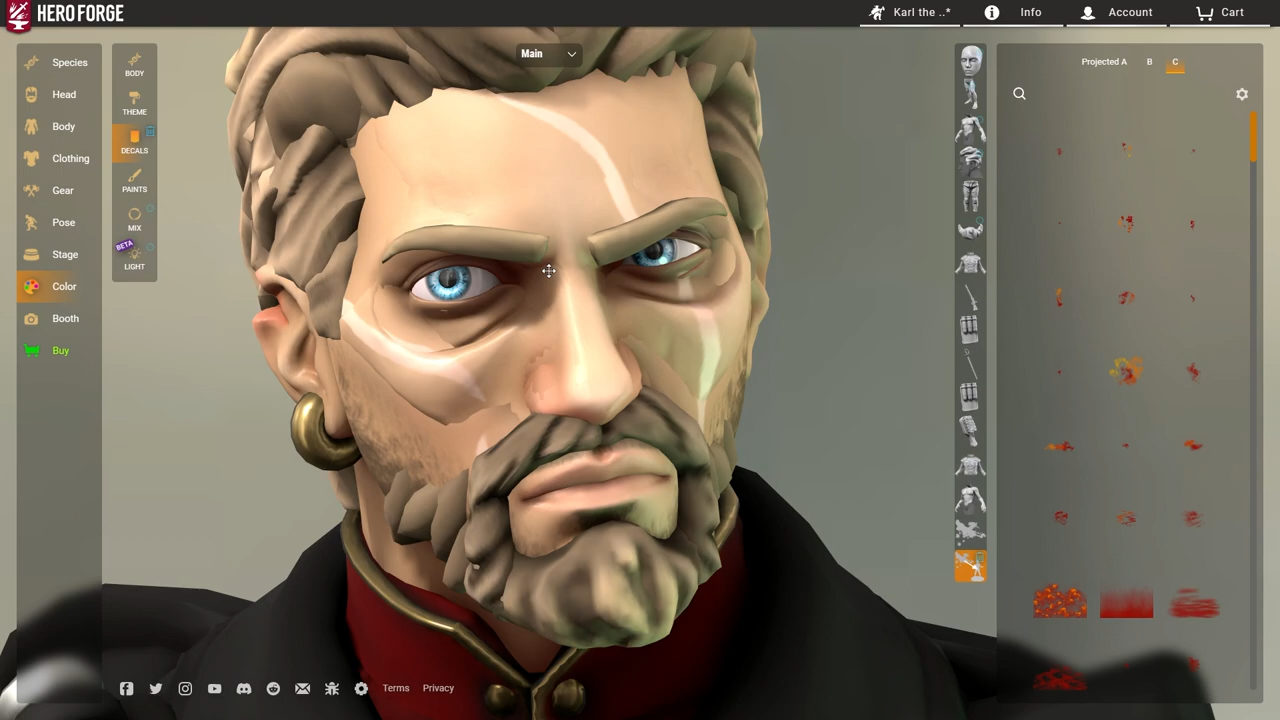 HERO FORGE
Karl the ..*
Info
Account
Cart
Main
Species
Head
Body
Clothing
Gear
Pose
Stage
Color
Booth
Buy
BODY
THEME
DECALS
PAINTS
MIX
BETA
LIGHT
Projected A
B
C
Terms
Privacy